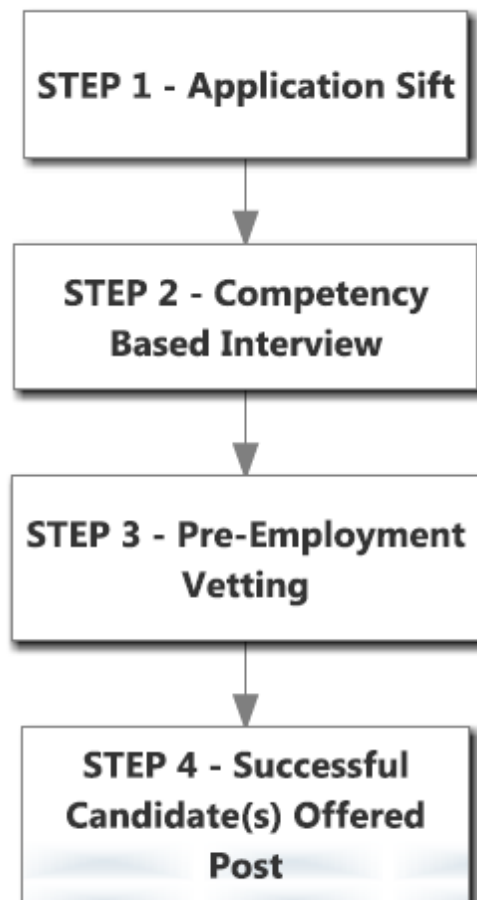 STEP 1 - Application Sift
STEP 2 - Competency
Based Interview
STEP 3 - Pre-Employment
Vetting
STEP 4 - Successful
Candidate(s) Offered
Post